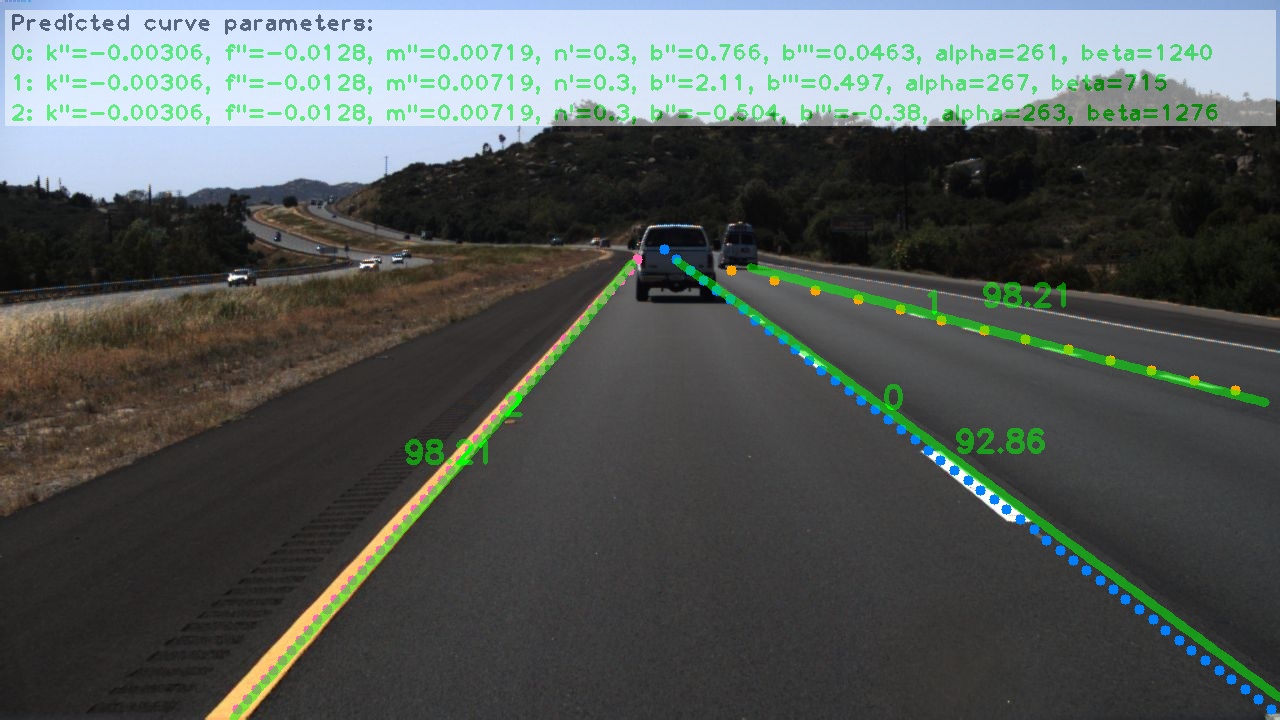 Predicted curve parameters:
0: k''=-0.00306, f''=-0.0128, m''=0.00719, n'=0.3, b''=0.766, b'''=0.0463, alpha=261, beta=1240
1: k''=-0.00306, f''=-0.0128, m''=0.00719, n'=0.3, b''=2.11, b'''=0.497, alpha=267, beta=715
2: k''=-0.00306, f''=-0.0128, m''=0.00719, n'=0.3, b''=-0.504, b'''=-0.38, alpha=263, beta=1276
1 98.21
0
2
92.86
98.21